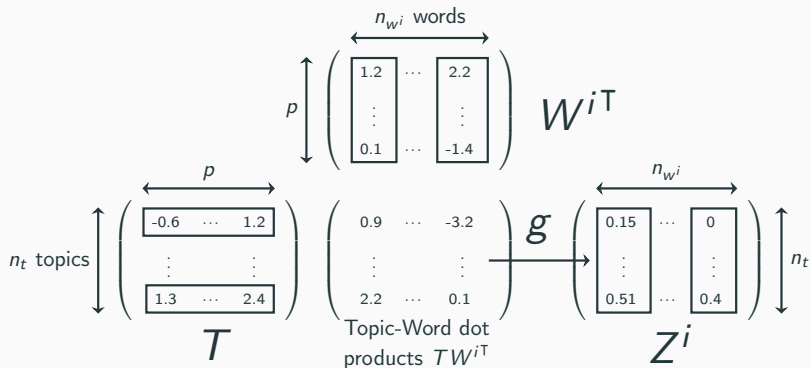 n_{w^i} words
1.2 ... 2.2
p ⋮ ⋮ W^{i⊤}
0.1 ... -1.4
p n_{w^i}
-0.6 ... 1.2 0.9 ... -3.2 g 0.15 ... 0
n_t topics ⋮ ⋮ ⋮ ⋮ ⋮ ⋮ n_t
1.3 ... 2.4 2.2 ... 0.1 0.51 ... 0.4
T Topic-Word dot Z^i
products TW^{i⊤}